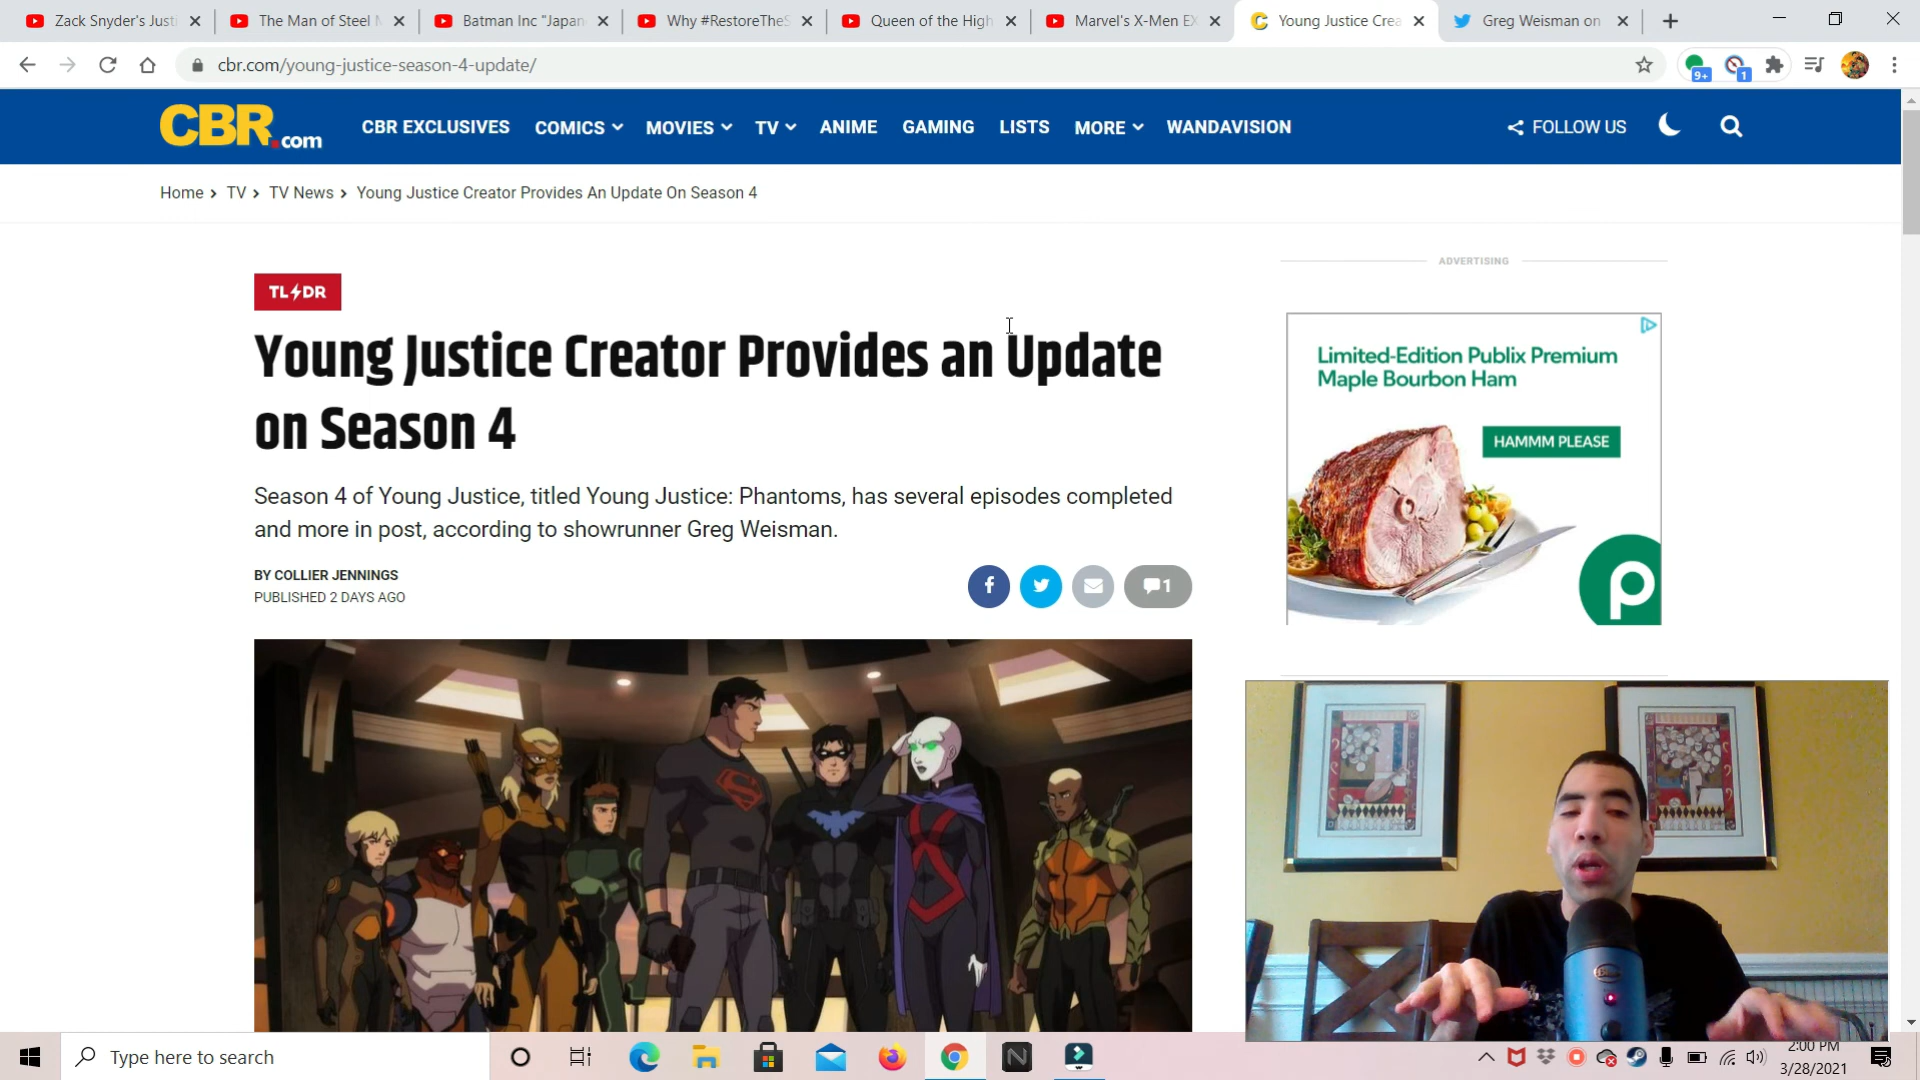 Zack Snyder's Justi
The Man of Steel
Batman Inc "Japan
Why #RestoreTheS
Queen of the High
Marvel's X-Men EX
Young Justice Crea
Greg Weisman on
cbr.com/young-justice-season-4-update/
9+
1
CBR.com
CBR EXCLUSIVES
COMICS
MOVIES
TV
ANIME
GAMING
LISTS
MORE
WANDAVISION
FOLLOW US
Home > TV > TV News > Young Justice Creator Provides An Update On Season 4
ADVERTISING
TL DR
Young Justice Creator Provides an Update
on Season 4
Season 4 of Young Justice, titled Young Justice: Phantoms, has several episodes completed
and more in post, according to showrunner Greg Weisman.
BY COLLIER JENNINGS
PUBLISHED 2 DAYS AGO
1
Limited-Edition Publix Premium
Maple Bourbon Ham
HAMMM PLEASE
Type here to search
2:00 PM
3/28/2021